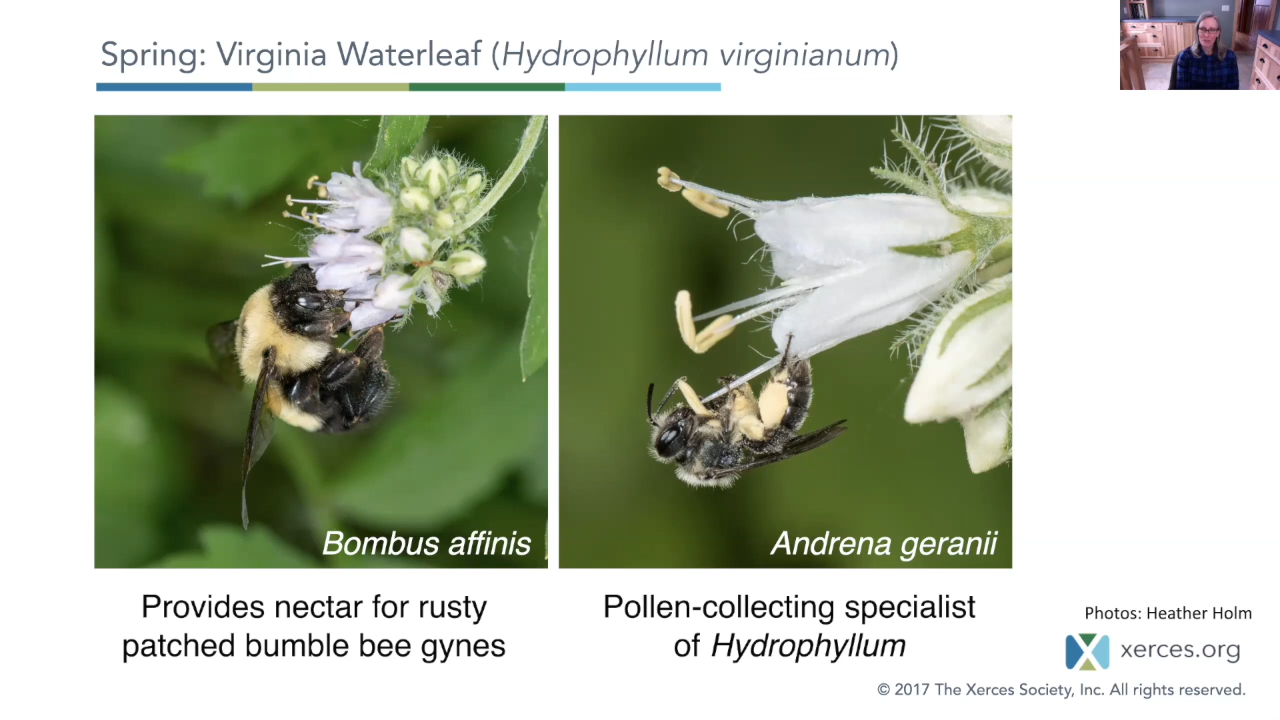 Spring: Virginia Waterleaf (Hydrophyllum virginianum)
Bombus affinis
Andrena geranii
Provides nectar for rusty
patched bumble bee gynes
Pollen-collecting specialist
of Hydrophyllum
Photos: Heather Holm
xerces.org
© 2017 The Xerces Society, Inc. All rights reserved.